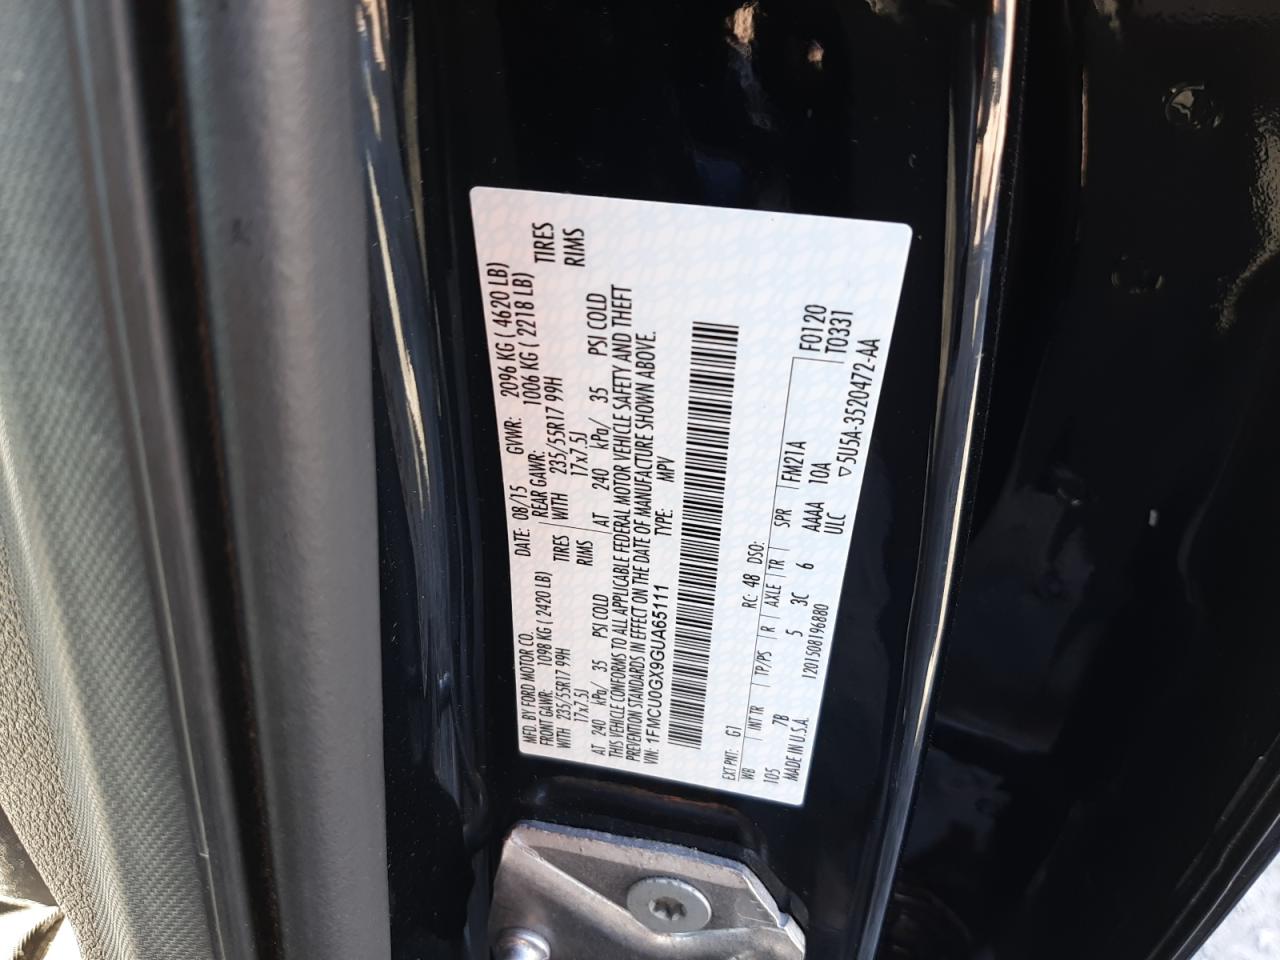 MFD. BY FORD MOTOR CO. DATE: 08/15 GVWR: 2096 KG ( 4620 LB)
FRONT GAWR: 1098 KG ( 2420 LB) REAR GAWR: 1006 KG ( 2218 LB)
WITH 235/55R17 99H TIRES WITH 235/55R17 99H TIRES
17x7.5J RIMS 17x7.5J RIMS
AT 240 kPa/ 35 PSI COLD AT 240 kPa/ 35 PSI COLD
THIS VEHICLE CONFORMS TO ALL APPLICABLE FEDERAL MOTOR VEHICLE SAFETY AND THEFT
PREVENTION STANDARDS IN EFFECT ON THE DATE OF MANUFACTURE SHOWN ABOVE.
VIN: 1FMCU0GX9GUA65111 TYPE: MPV
EXT PNT: G1 RC: 4B DSO: F0120
WB INT TR TP/PS R AXLE TR SPR FM21A T0331
105 7B 5 3C 6 AAAA 10A
MADE IN U.S.A. 1201508196880 ULC ▽5U5A-3520472-AA